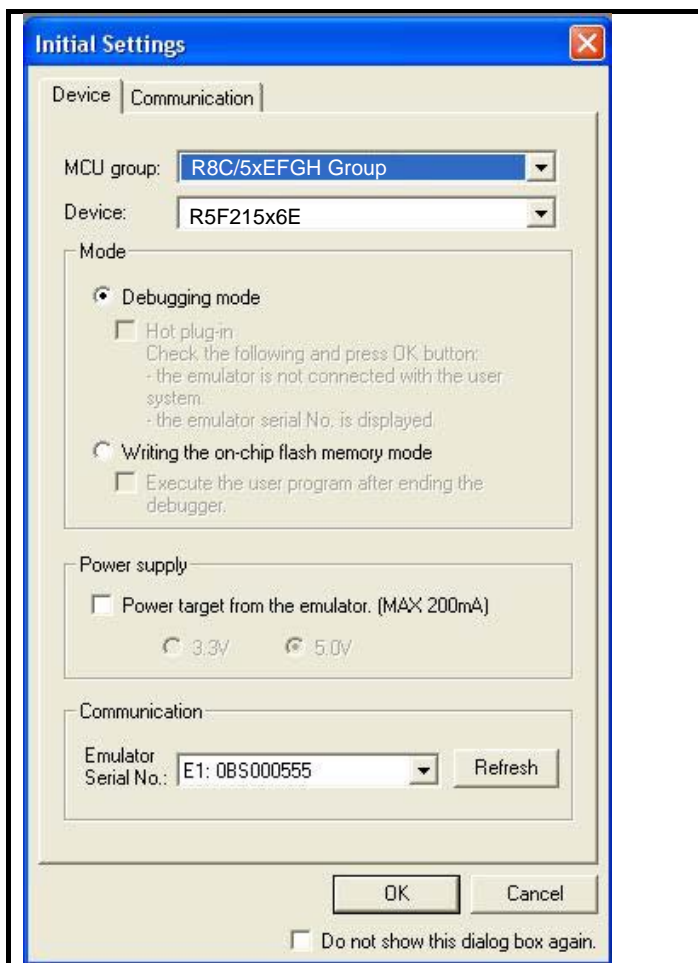 Initial Settings
Device
Communication
MCU group: R8C/5xEFGH Group
Device: R5F215x6E
Mode
Debugging mode
Hot plug-in
Check the following and press OK button:
- the emulator is not connected with the user
system.
- the emulator serial No. is displayed.
Writing the on-chip flash memory mode
Execute the user program after ending the
debugger.
Power supply
Power target from the emulator. (MAX 200mA)
3.3V 5.0V
Communication
Emulator
Serial No.: E1: 0BS000555 Refresh
OK Cancel
Do not show this dialog box again.